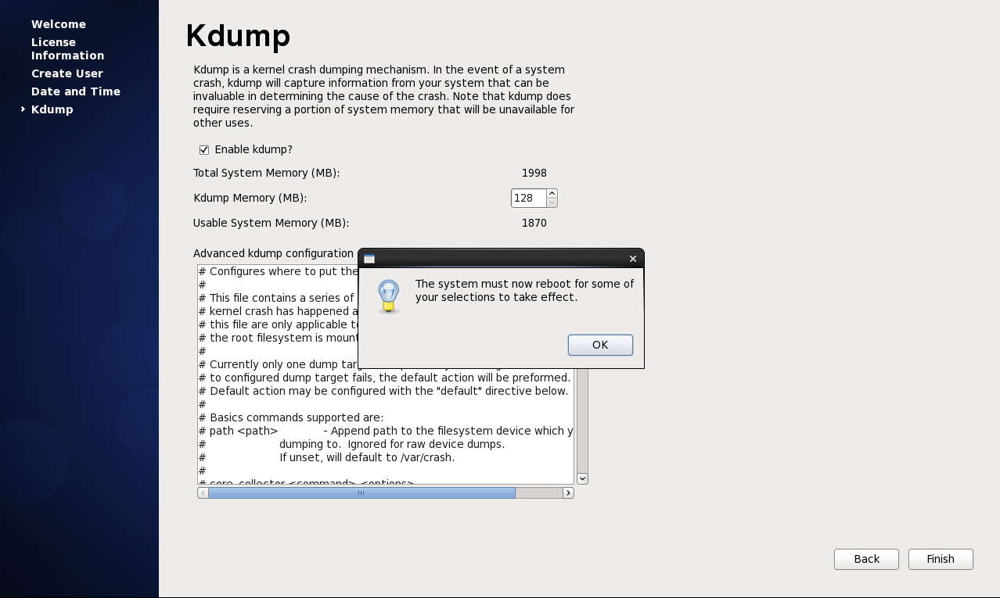 Welcome
License
Information
Create User
Date and Time
Kdump
Kdump
Kdump is a kernel crash dumping mechanism. In the event of a system
crash, kdump will capture information from your system that can be
invaluable in determining the cause of the crash. Note that kdump does
require reserving a portion of system memory that will be unavailable for
other uses.
Enable kdump?
Total System Memory (MB): 1998
Kdump Memory (MB): 128
Usable System Memory (MB): 1870
Advanced kdump configuration
# Configures where to put the
#
# This file contains a series of
# kernel crash has happened a
# this file are only applicable to
# the root filesystem is mount
#
# Currently only one dump targ
# to configured dump target fails, the default action will be preformed.
# Default action may be configured with the "default" directive below.
#
# Basics commands supported are:
# path <path> - Append path to the filesystem device which y
# dumping to. Ignored for raw device dumps.
# If unset, will default to /var/crash.
#
# core_collector <command> <options>
The system must now reboot for some of
your selections to take effect.
OK
Back Finish